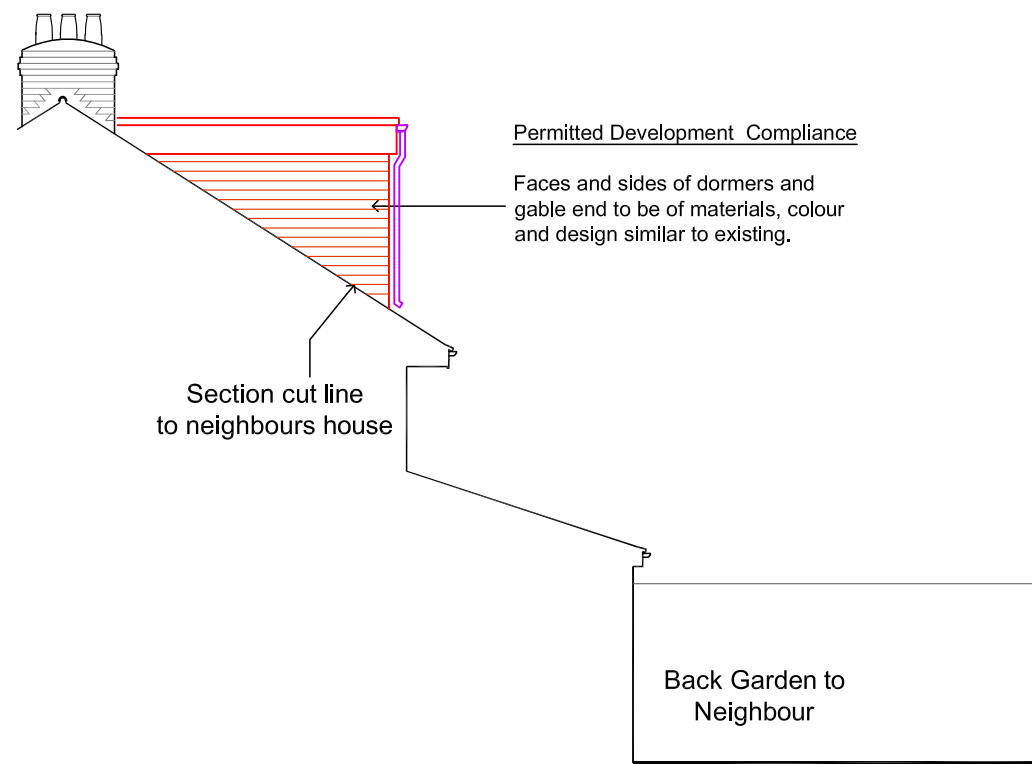 Permitted Development Compliance
Faces and sides of dormers and
gable end to be of materials, colour
and design similar to existing.
Section cut line
to neighbours house
Back Garden to
Neighbour